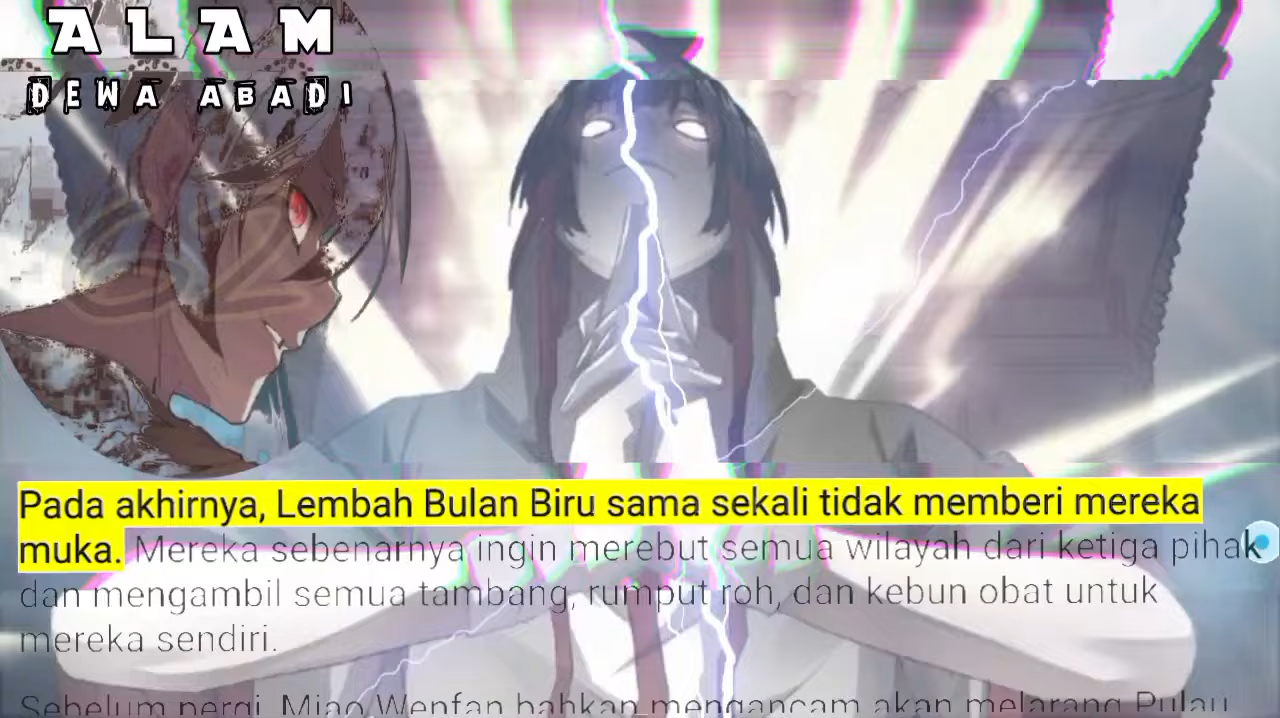 ALAM
DEWA ABADI
Pada akhirnya, Lembah Bulan Biru sama sekali tidak memberi mereka
muka. Mereka sebenarnya ingin merebut semua wilayah dari ketiga pihak
dan mengambil semua tambang, rumput roh, dan kebun obat untuk
mereka sendiri.
Sebelum pergi, Miao Wenfan bahkan mengancam akan melarang Pulau